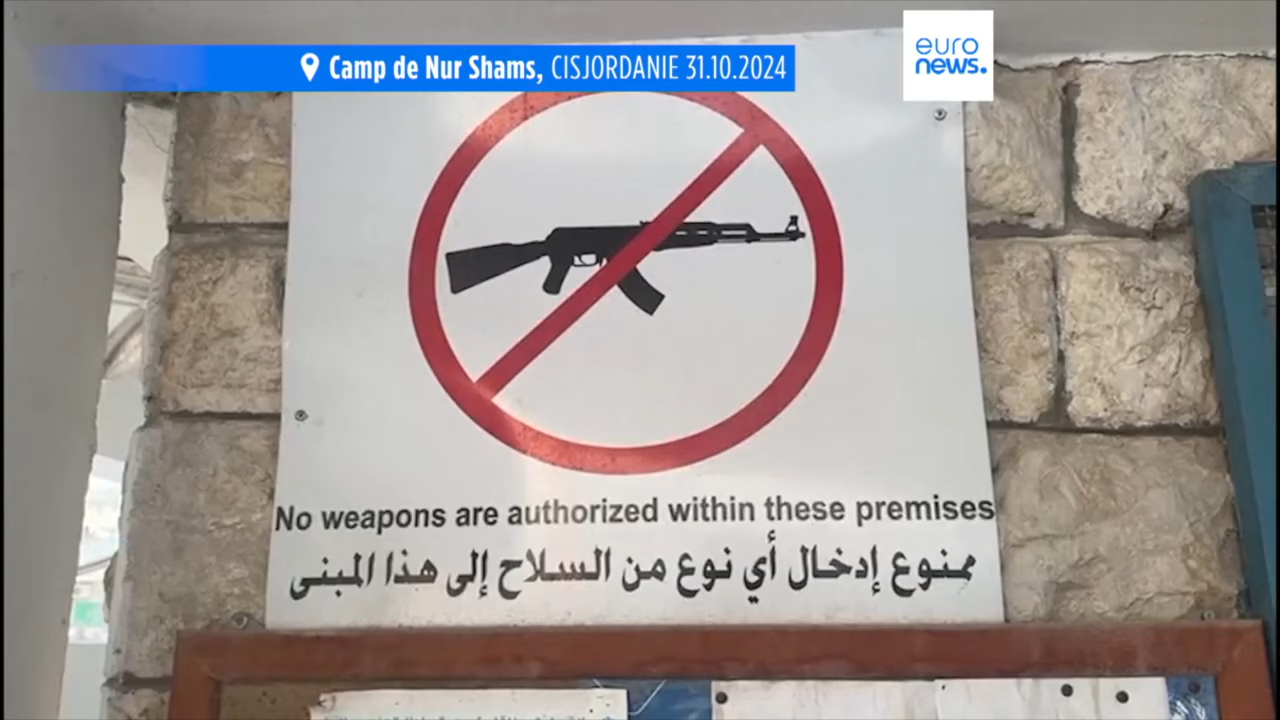 Camp de Nur Shams, CISJORDANIE 31.10.2024
euro
news.
No weapons are authorized within these premises
ممنوع إدخال أي نوع من السلاح إلى هذا المبنى